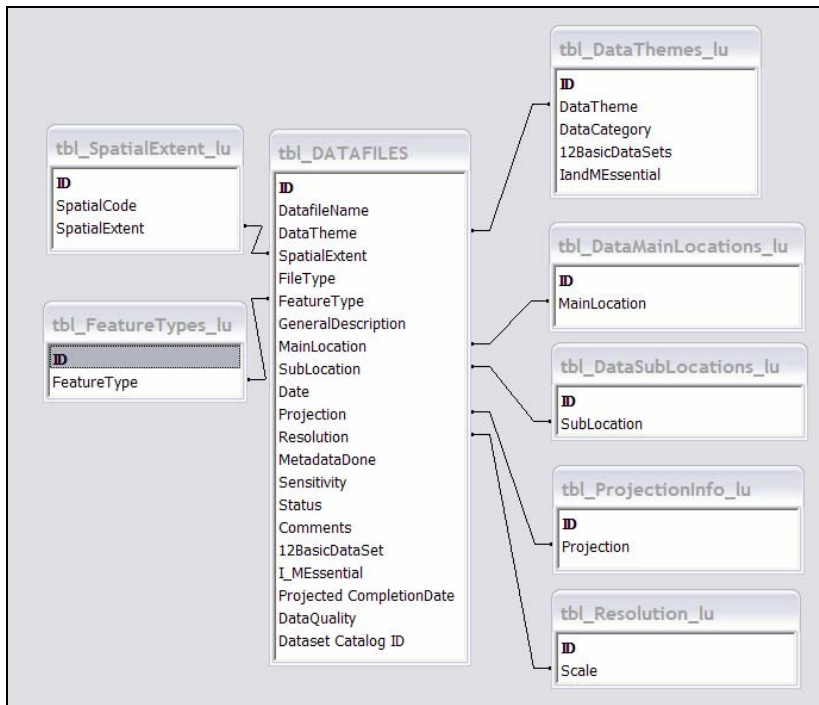 tbl_SpatialExtent_lu
ID
SpatialCode
SpatialExtent
tbl_FeatureTypes_lu
ID
FeatureType
tbl_DATAFILES
ID
DatafileName
DataTheme
SpatialExtent
FileType
FeatureType
GeneralDescription
MainLocation
SubLocation
Date
Projection
Resolution
MetadataDone
Sensitivity
Status
Comments
12BasicDataSet
I_MEssential
Projected CompletionDate
DataQuality
Dataset Catalog ID
tbl_DataThemes_lu
ID
DataTheme
DataCategory
12BasicDataSets
IandMEssential
tbl_DataMainLocations_lu
ID
MainLocation
tbl_DataSubLocations_lu
ID
SubLocation
tbl_ProjectionInfo_lu
ID
Projection
tbl_Resolution_lu
ID
Scale